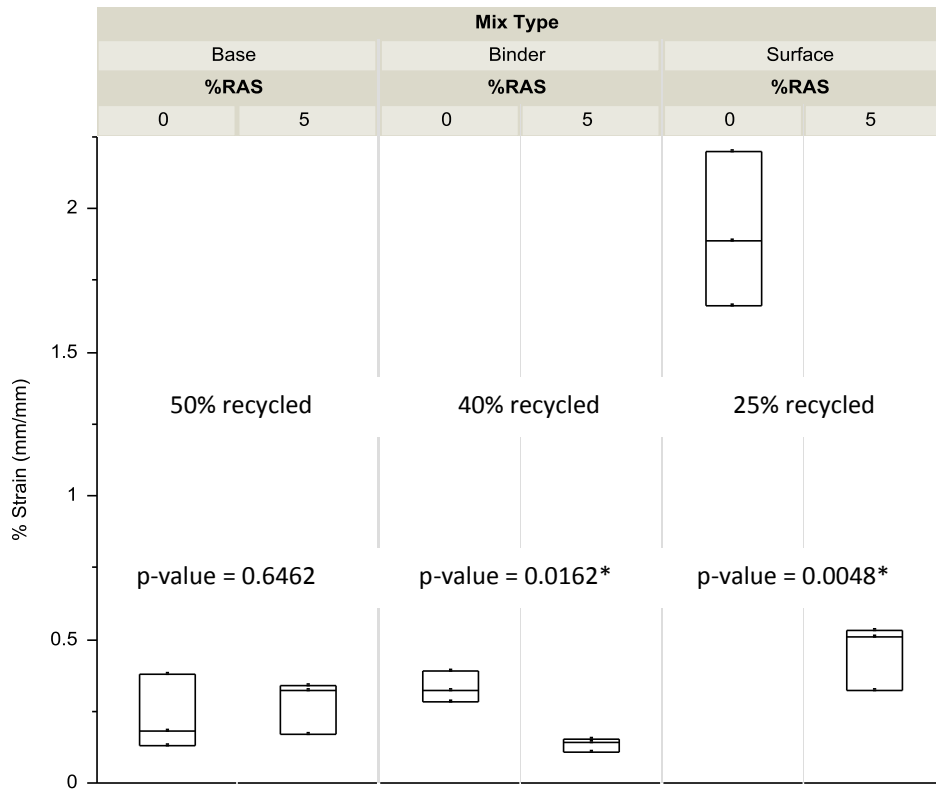 Mix Type
Base Binder Surface
%RAS %RAS %RAS
0 5 0 5 0 5
2
1.5
50% recycled 40% recycled 25% recycled
% Strain (mm/mm)
1
p-value = 0.6462 p-value = 0.0162* p-value = 0.0048*
0.5
0